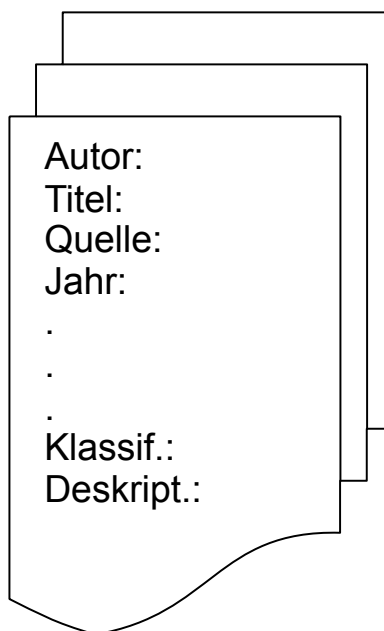 Autor:
Titel:
Quelle:
Jahr:
.
.
.
Klassif.:
Deskript.: